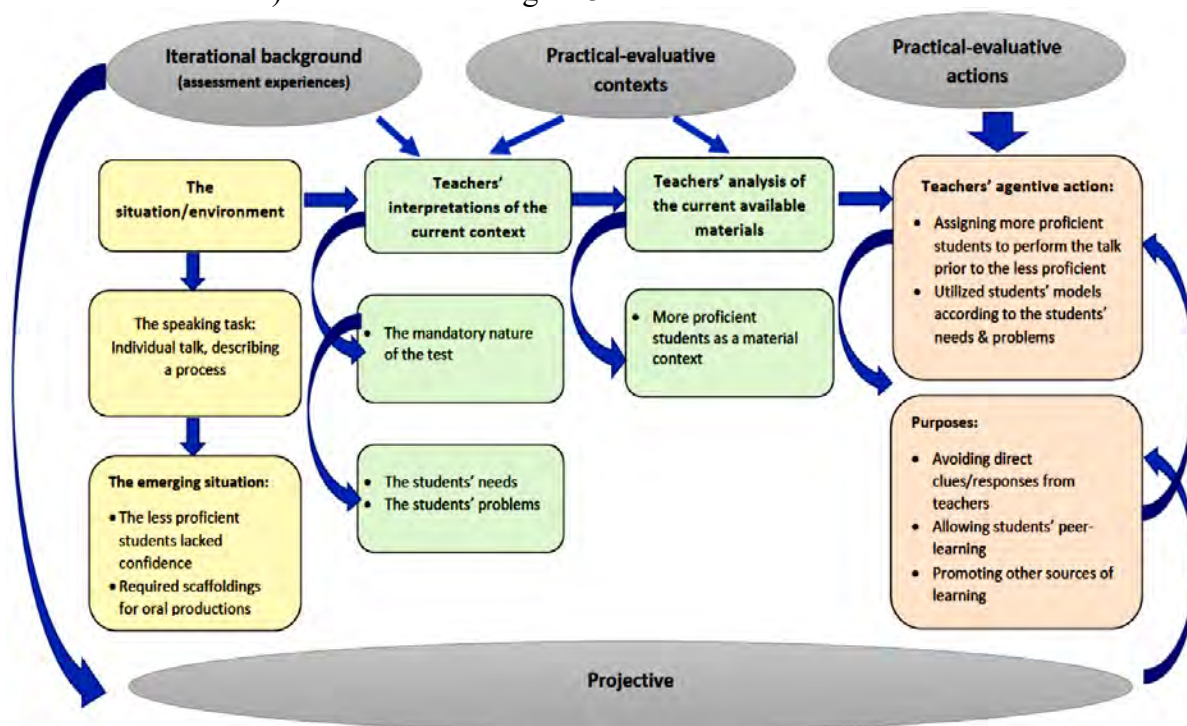 Iterational background
(assessment experiences)
Practical-evaluative
contexts
Practical-evaluative
actions
The
situation/environment
Teachers'
interpretations of the
current context
Teachers' analysis of
the current available
materials
Teachers' agentive action:
• Assigning more proficient
students to perform the talk
prior to the less proficient
• Utilized students' models
according to the students'
needs & problems
The speaking task:
Individual talk, describing
a process
• The mandatory nature
of the test
• More proficient
students as a material
context
The emerging situation:
• The less proficient
students lacked
confidence
• Required scaffoldings
for oral productions
• The students' needs
• The students' problems
Purposes:
• Avoiding direct
clues/responses from
teachers
• Allowing students' peer-
learning
• Promoting other sources of
learning
Projective